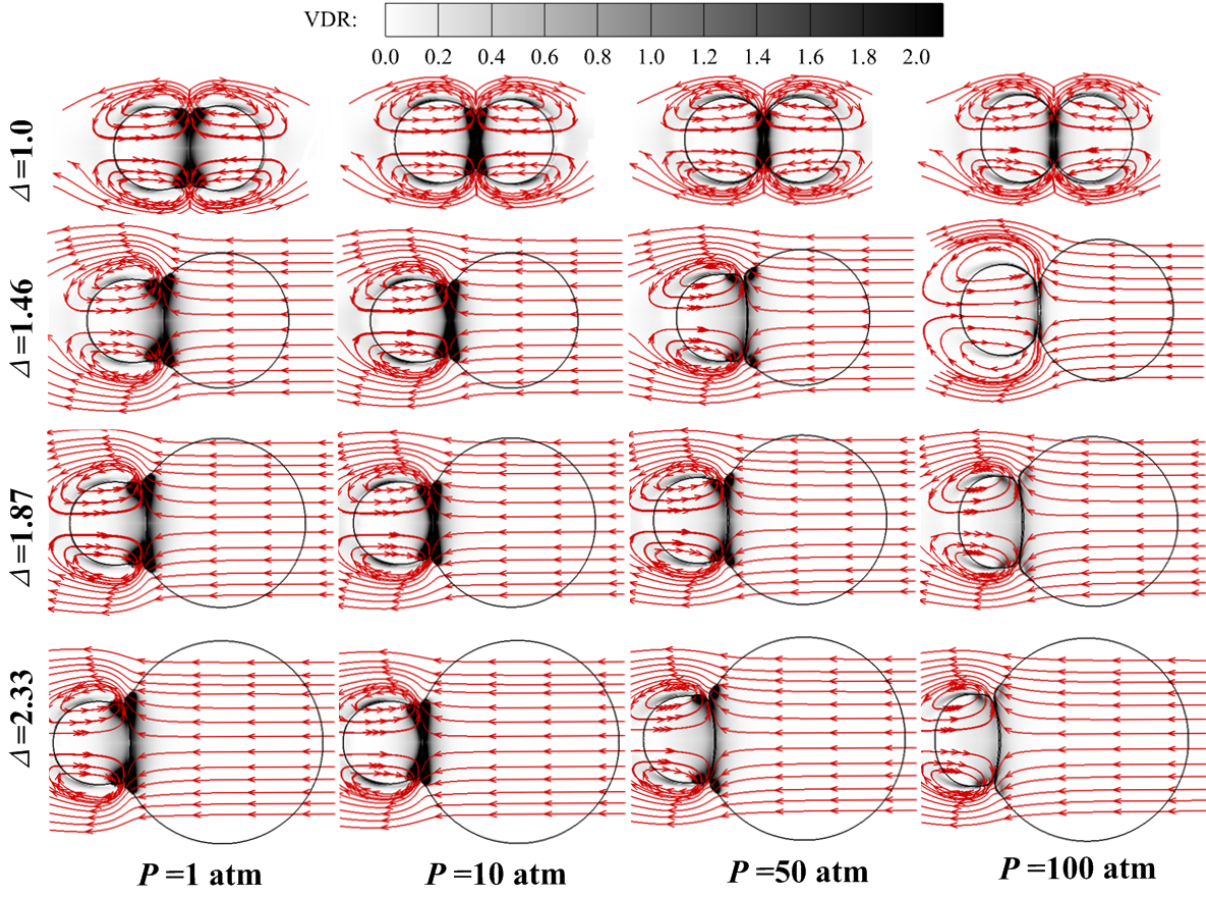 VDR:
0.0 0.2 0.4 0.6 0.8 1.0 1.2 1.4 1.6 1.8 2.0
Δ=1.0
Δ=1.46
Δ=1.87
Δ=2.33
P =1 atm P =10 atm P =50 atm P =100 atm